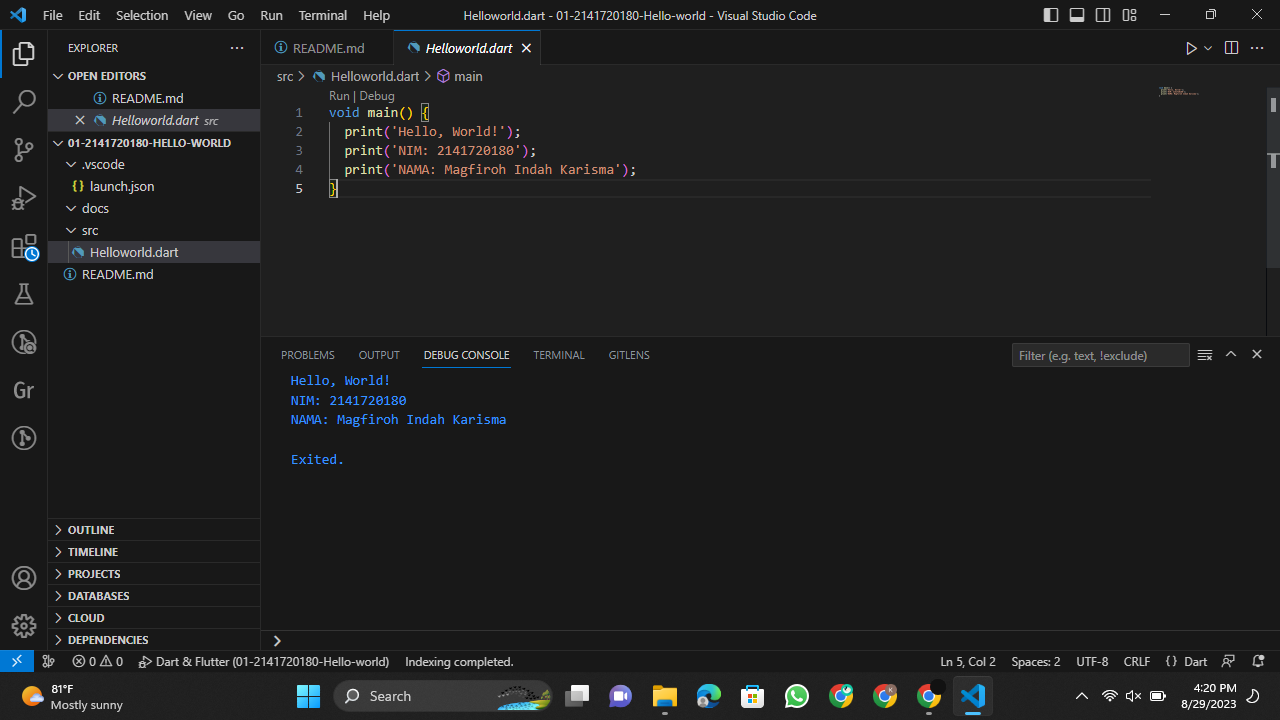 File Edit Selection View Go Run Terminal Help Helloworld.dart - 01-2141720180-Hello-world - Visual Studio Code
EXPLORER
OPEN EDITORS
README.md
Helloworld.dart src
01-2141720180-HELLO-WORLD
.vscode
{} launch.json
docs
src
Helloworld.dart
README.md
OUTLINE
TIMELINE
PROJECTS
DATABASES
CLOUD
DEPENDENCIES
Gr
README.md Helloworld.dart
src > Helloworld.dart > main
Run | Debug
1 void main() {
2 print('Hello, World!');
3 print('NIM: 2141720180');
4 print('NAMA: Magfiroh Indah Karisma');
5 }
PROBLEMS OUTPUT DEBUG CONSOLE TERMINAL GITLENS Filter (e.g. text, !exclude)
Hello, World!
NIM: 2141720180
NAMA: Magfiroh Indah Karisma
Exited.
0 0 Dart & Flutter (01-2141720180-Hello-world) Indexing completed. Ln 5, Col 2 Spaces: 2 UTF-8 CRLF {} Dart
81°F
Mostly sunny
Search
4:20 PM
8/29/2023